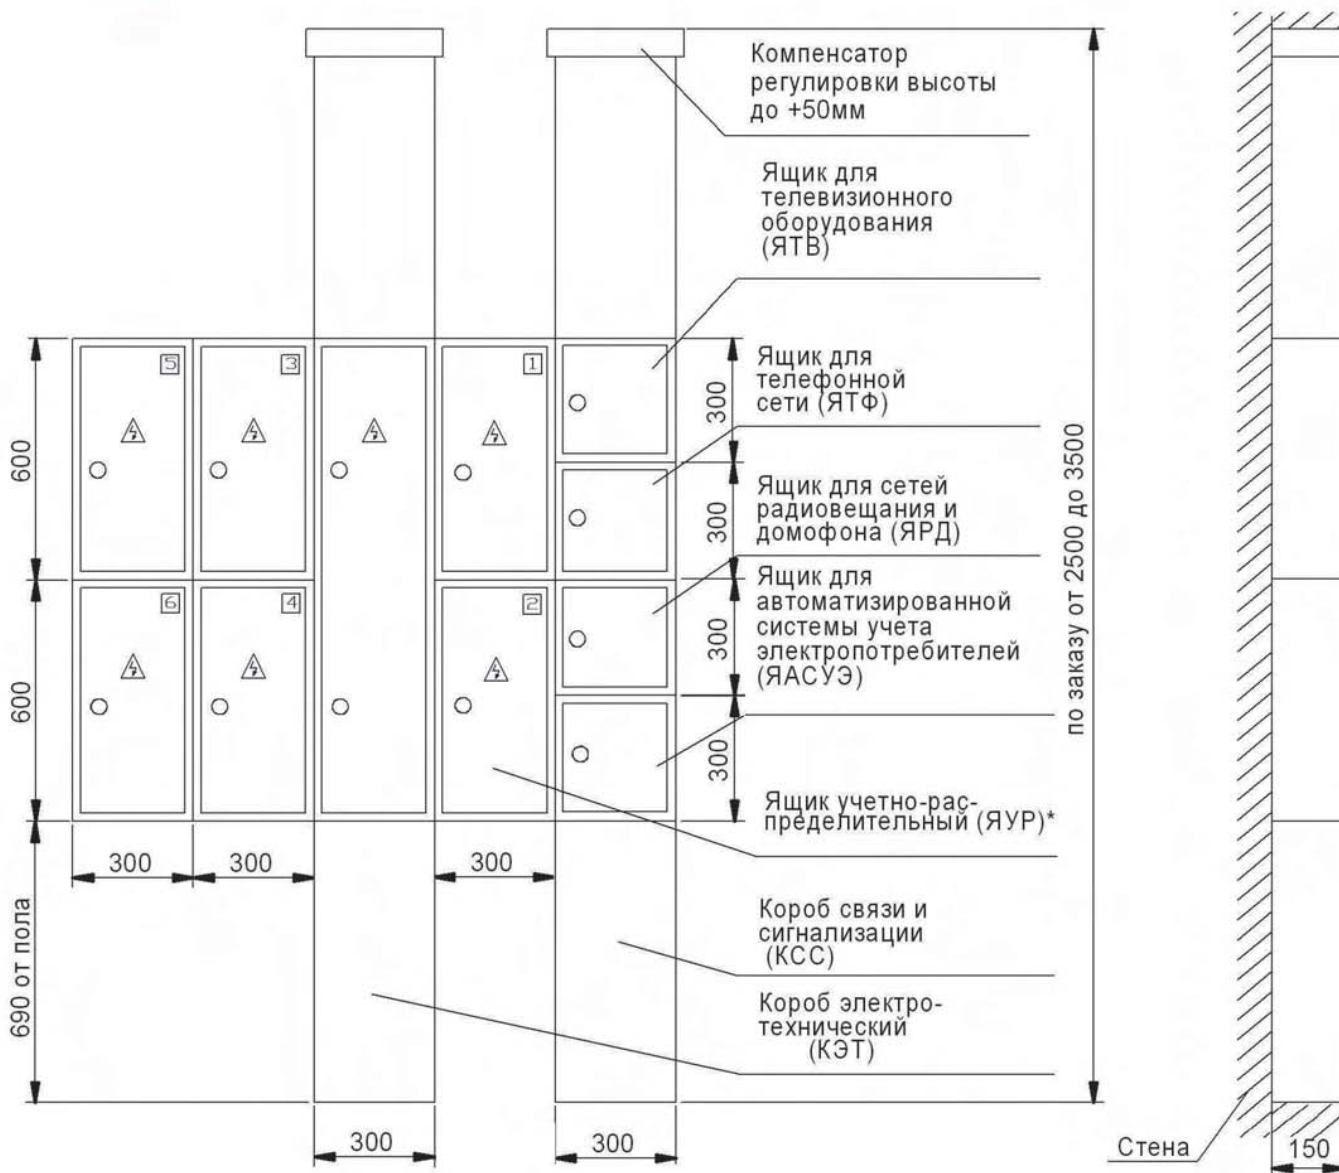 Компенсатор
регулировки высоты
до +50мм
Ящик для
телевизионного
оборудования
(ЯТВ)
Ящик для
телефонной
сети (ЯТФ)
Ящик для сетей
радиовещания и
домофона (ЯРД)
Ящик для
автоматизированной
системы учета
электропотребителей
(ЯАСУЭ)
Ящик учетно-рас-
пределительный (ЯУР)*
Короб связи и
сигнализации
(КСС)
Короб электро-
технический
(КЭТ)
5
3
1
6
4
2
600
600
690 от пола
300
300
300
300
300
300
300
300
300
по заказу от 2500 до 3500
Стена
150